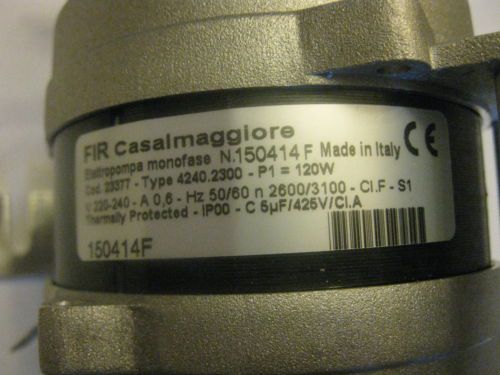 FIR Casalmaggiore
Elettropompa monofase N.150414 F Made in Italy CE
Cod. 23377 - Type 4240.2300 - P1 = 120W
V 220-240 - A 0,6 - Hz 50/60 n 2600/3100 - Cl.F - S1
Thermally Protected - IP00 - C 5µF/425V/Cl.A
150414F